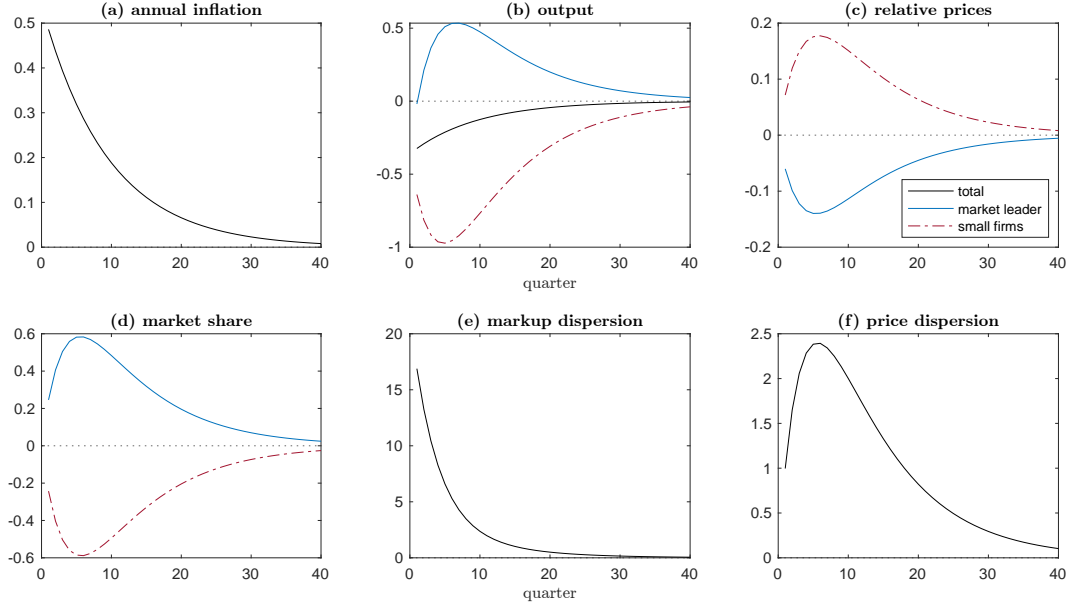 (a) annual inflation
0.5
0.4
0.3
0.2
0.1
0
0 10 20 30 40
(b) output
0.5
0
-0.5
-1
0 10 20 30 40
quarter
(c) relative prices
0.2
0.1
0
-0.1
-0.2
0 10 20 30 40
total
market leader
small firms
(d) market share
0.6
0.4
0.2
0
-0.2
-0.4
-0.6
0 10 20 30 40
(e) markup dispersion
20
15
10
5
0
0 10 20 30 40
quarter
(f) price dispersion
2.5
2
1.5
1
0.5
0
0 10 20 30 40